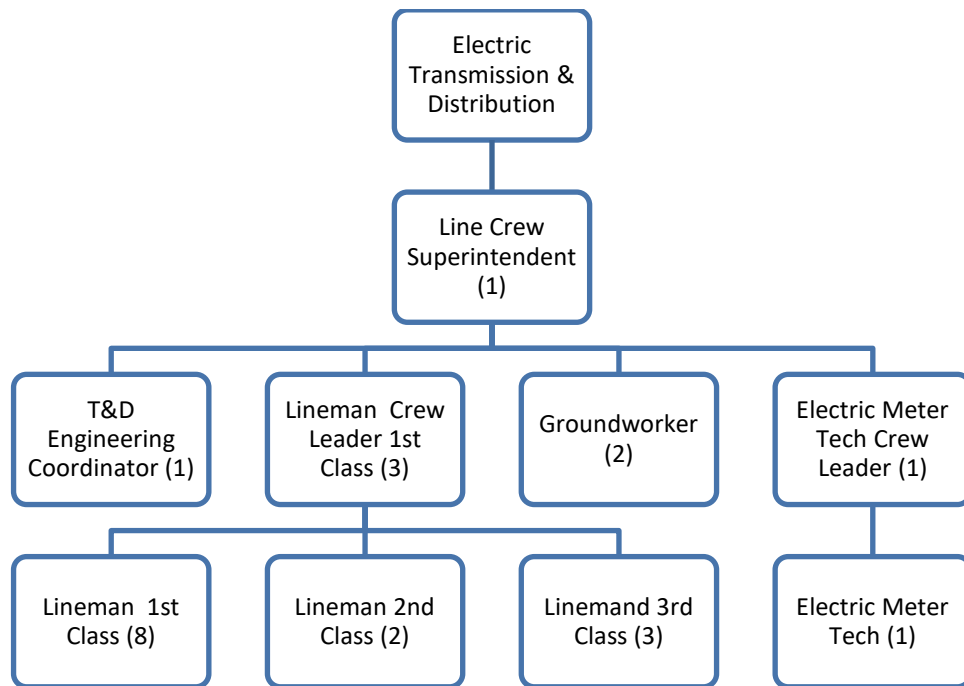 Electric
Transmission &
Distribution
Line Crew
Superintendent
(1)
T&D
Engineering
Coordinator (1)
Lineman Crew
Leader 1st
Class (3)
Groundworker
(2)
Electric Meter
Tech Crew
Leader (1)
Lineman 1st
Class (8)
Lineman 2nd
Class (2)
Linemand 3rd
Class (3)
Electric Meter
Tech (1)